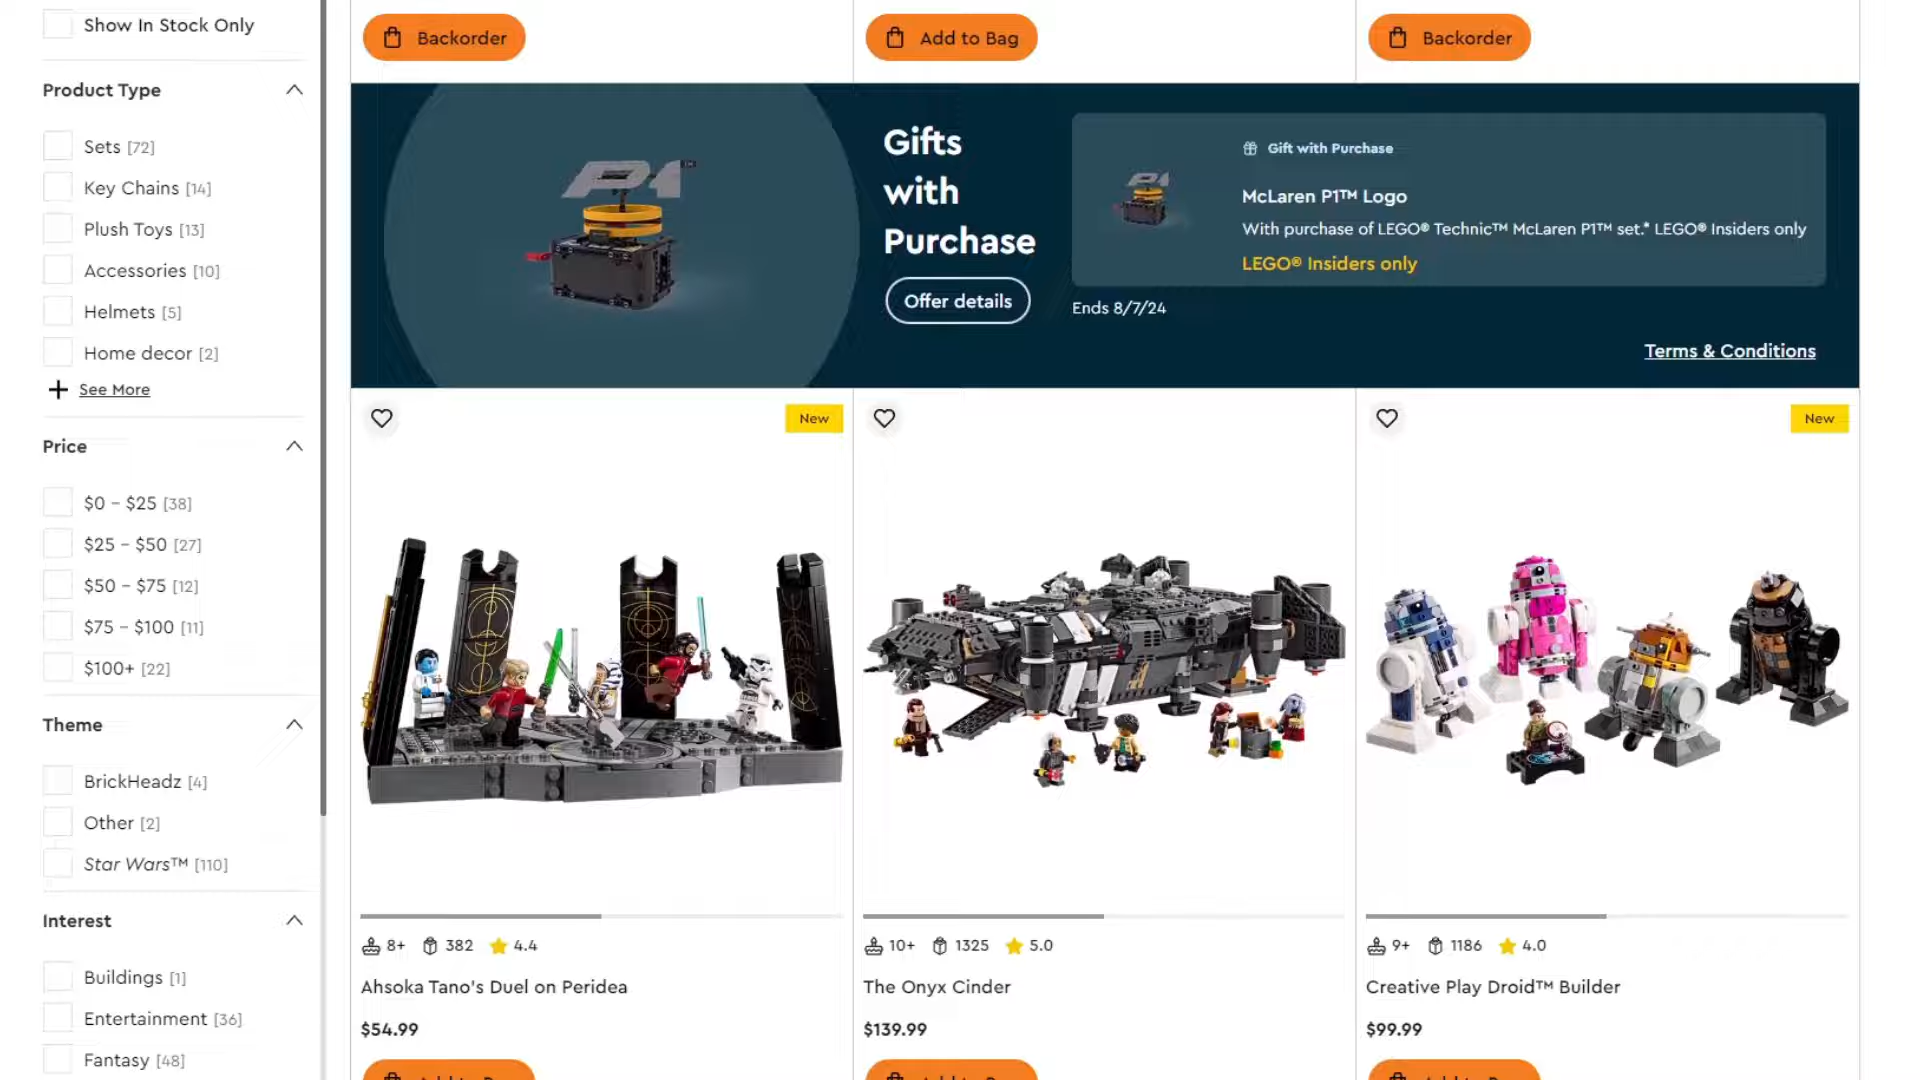 Show In Stock Only
Product Type
Sets [72]
Key Chains [14]
Plush Toys [13]
Accessories [10]
Helmets [5]
Home decor [2]
See More
Price
$0 – $25 [38]
$25 – $50 [27]
$50 – $75 [12]
$75 – $100 [11]
$100+ [22]
Theme
BrickHeadz [4]
Other [2]
Star Wars™ [110]
Interest
Buildings [1]
Entertainment [36]
Fantasy [48]
Backorder
Add to Bag
Backorder
P1
Gifts
with
Purchase
Offer details
Gift with Purchase
McLaren P1™ Logo
With purchase of LEGO® Technic™ McLaren P1™ set.* LEGO® Insiders only
LEGO® Insiders only
Ends 8/7/24
Terms & Conditions
New
8+ 382 4.4
Ahsoka Tano's Duel on Peridea
$54.99
10+ 1325 5.0
The Onyx Cinder
$139.99
New
9+ 1186 4.0
Creative Play Droid™ Builder
$99.99